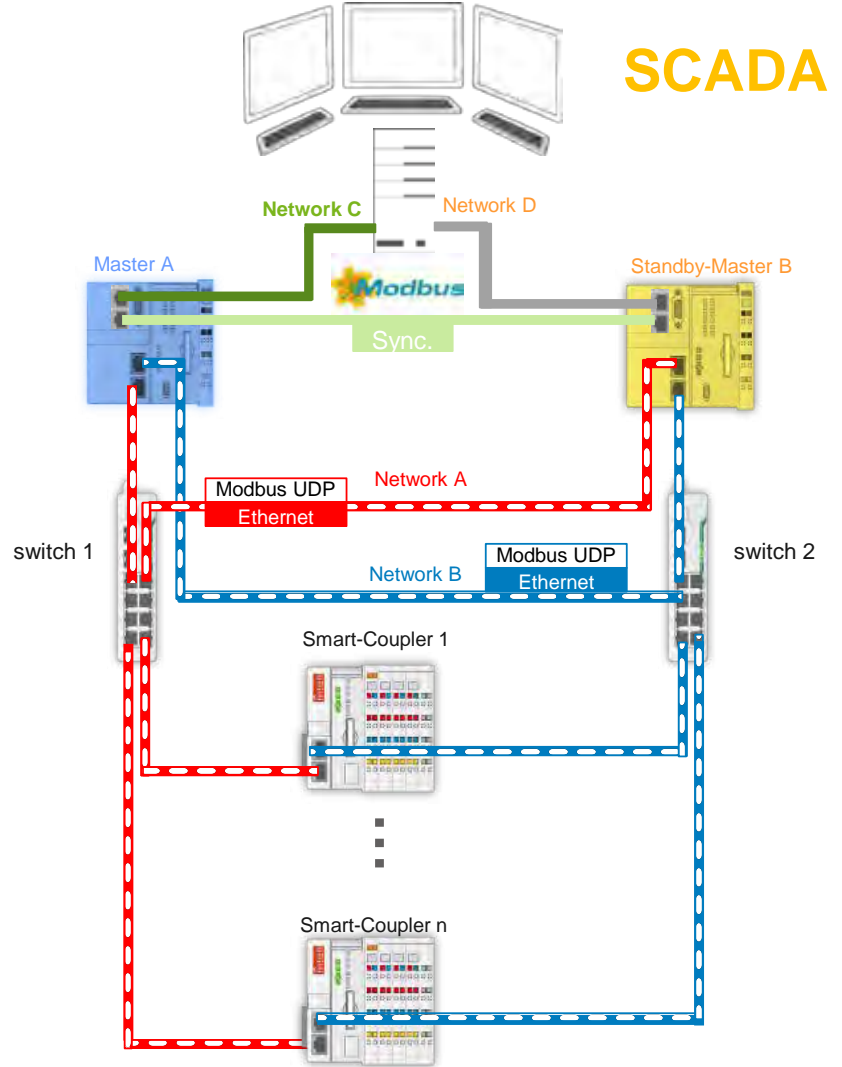 SCADA
Network C
Network D
Master A
Modbus
Standby-Master B
Sync.
Modbus UDP
Ethernet
Network A
switch 1
Modbus UDP
Ethernet
Network B
switch 2
Smart-Coupler 1
Smart-Coupler n